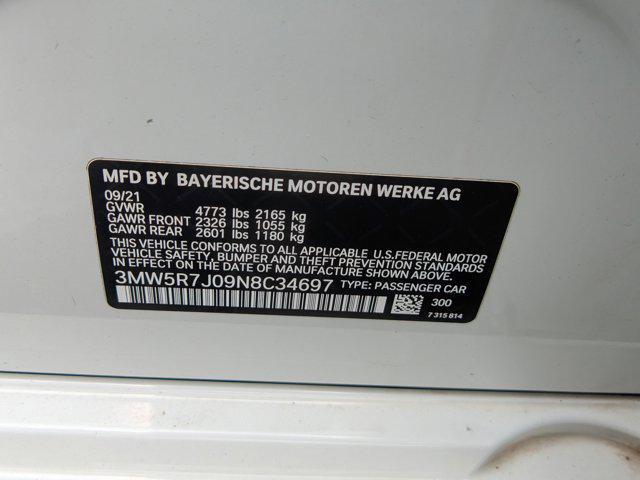 MFD BY BAYERISCHE MOTOREN WERKE AG
09/21
GVWR 4773 lbs 2165 kg
GAWR FRONT 2326 lbs 1055 kg
GAWR REAR 2601 lbs 1180 kg
THIS VEHICLE CONFORMS TO ALL APPLICABLE U.S.FEDERAL MOTOR
VEHICLE SAFETY, BUMPER AND THEFT PREVENTION STANDARDS
IN EFFECT ON THE DATE OF MANUFACTURE SHOWN ABOVE.
3MW5R7J09N8C34697 TYPE: PASSENGER CAR
300
7 315 814